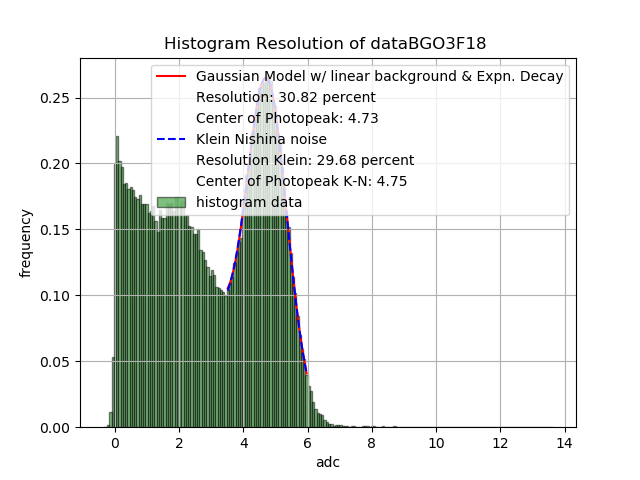 Histogram Resolution of dataBGO3F18
Gaussian Model w/ linear background & Expn. Decay
Resolution: 30.82 percent
Center of Photopeak: 4.73
Klein Nishina noise
Resolution Klein: 29.68 percent
Center of Photopeak K-N: 4.75
histogram data
frequency
0.25
0.20
0.15
0.10
0.05
0.00
0 2 4 6 8 10 12 14
adc